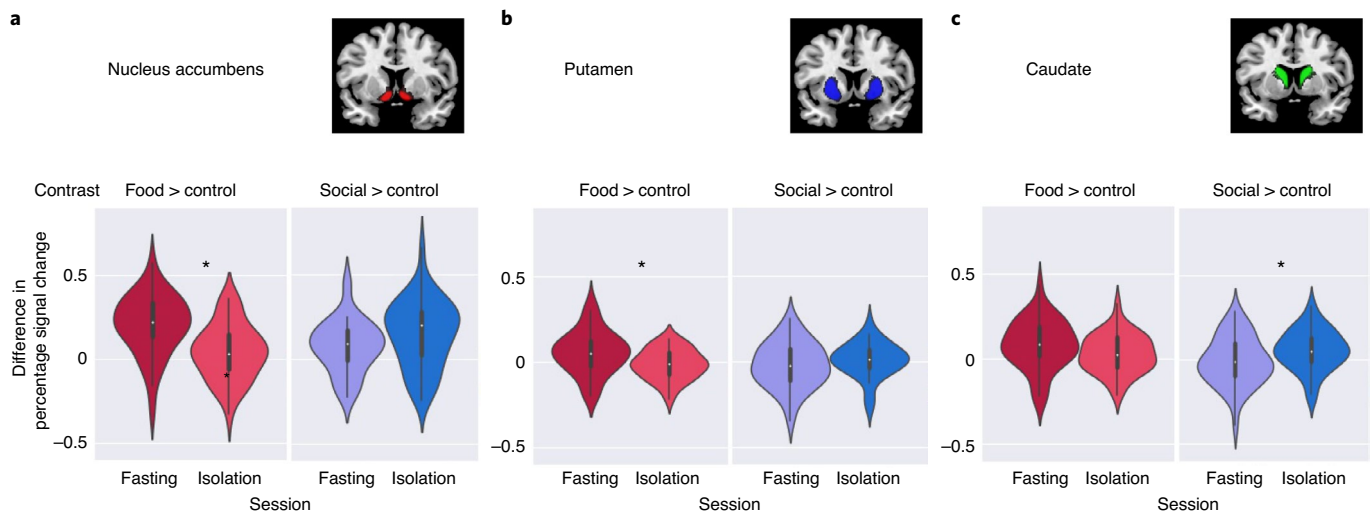 a
Nucleus accumbens
b
Putamen
c
Caudate
Contrast Food > control Social > control
Food > control Social > control
Food > control Social > control
Difference in
percentage signal change
0.5
0
–0.5
*
*
0.5
0
–0.5
*
0.5
0
–0.5
*
Fasting Isolation Fasting Isolation
Session
Fasting Isolation Fasting Isolation
Session
Fasting Isolation Fasting Isolation
Session